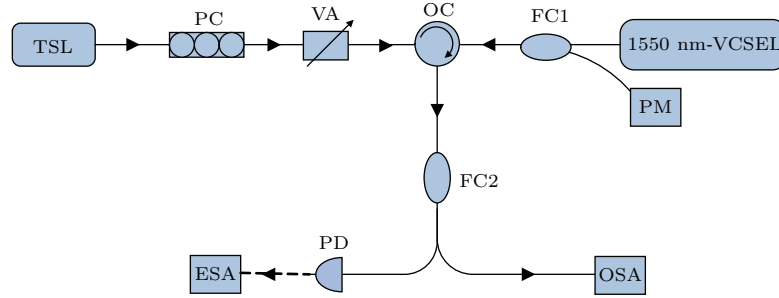 TSL
PC
VA
OC
FC1
1550 nm-VCSEL
PM
FC2
PD
ESA
OSA